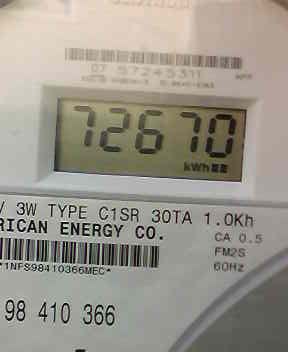 07 57245311
72670
kWh
V 3W TYPE C1SR 30TA 1.0Kh
RICAN ENERGY CO.
CA 0.5
FM2S
60Hz
*1NFS98410366MEC*
98 410 366